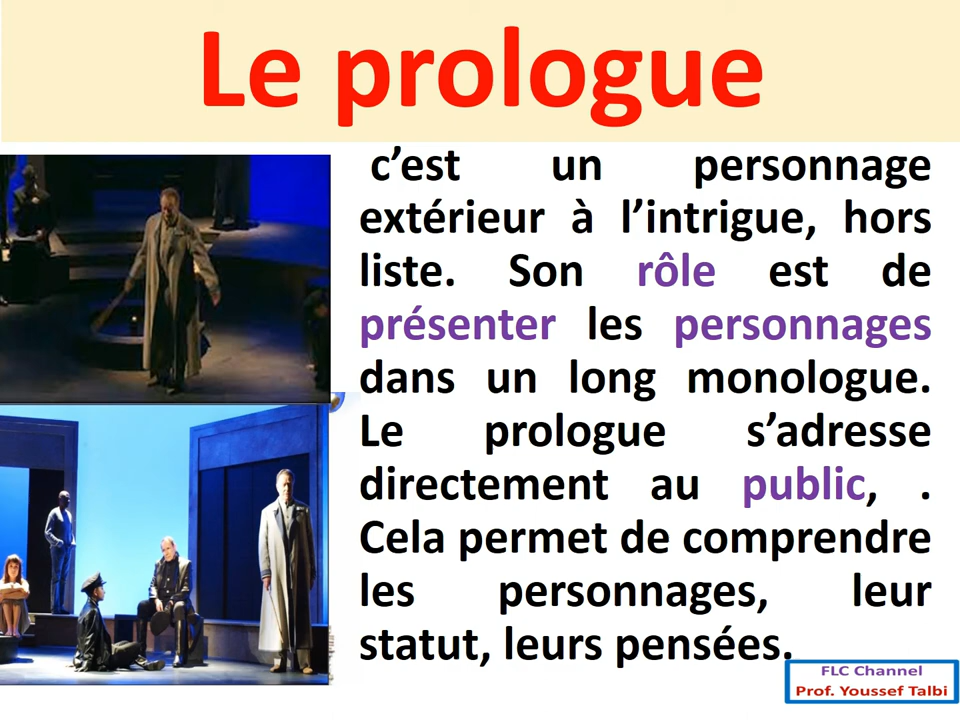 Le prologue
c’est un personnage
extérieur à l’intrigue, hors
liste. Son rôle est de
présenter les personnages
dans un long monologue.
Le prologue s’adresse
directement au public, .
Cela permet de comprendre
les personnages, leur
statut, leurs pensées.
FLC Channel
Prof. Youssef Talbi